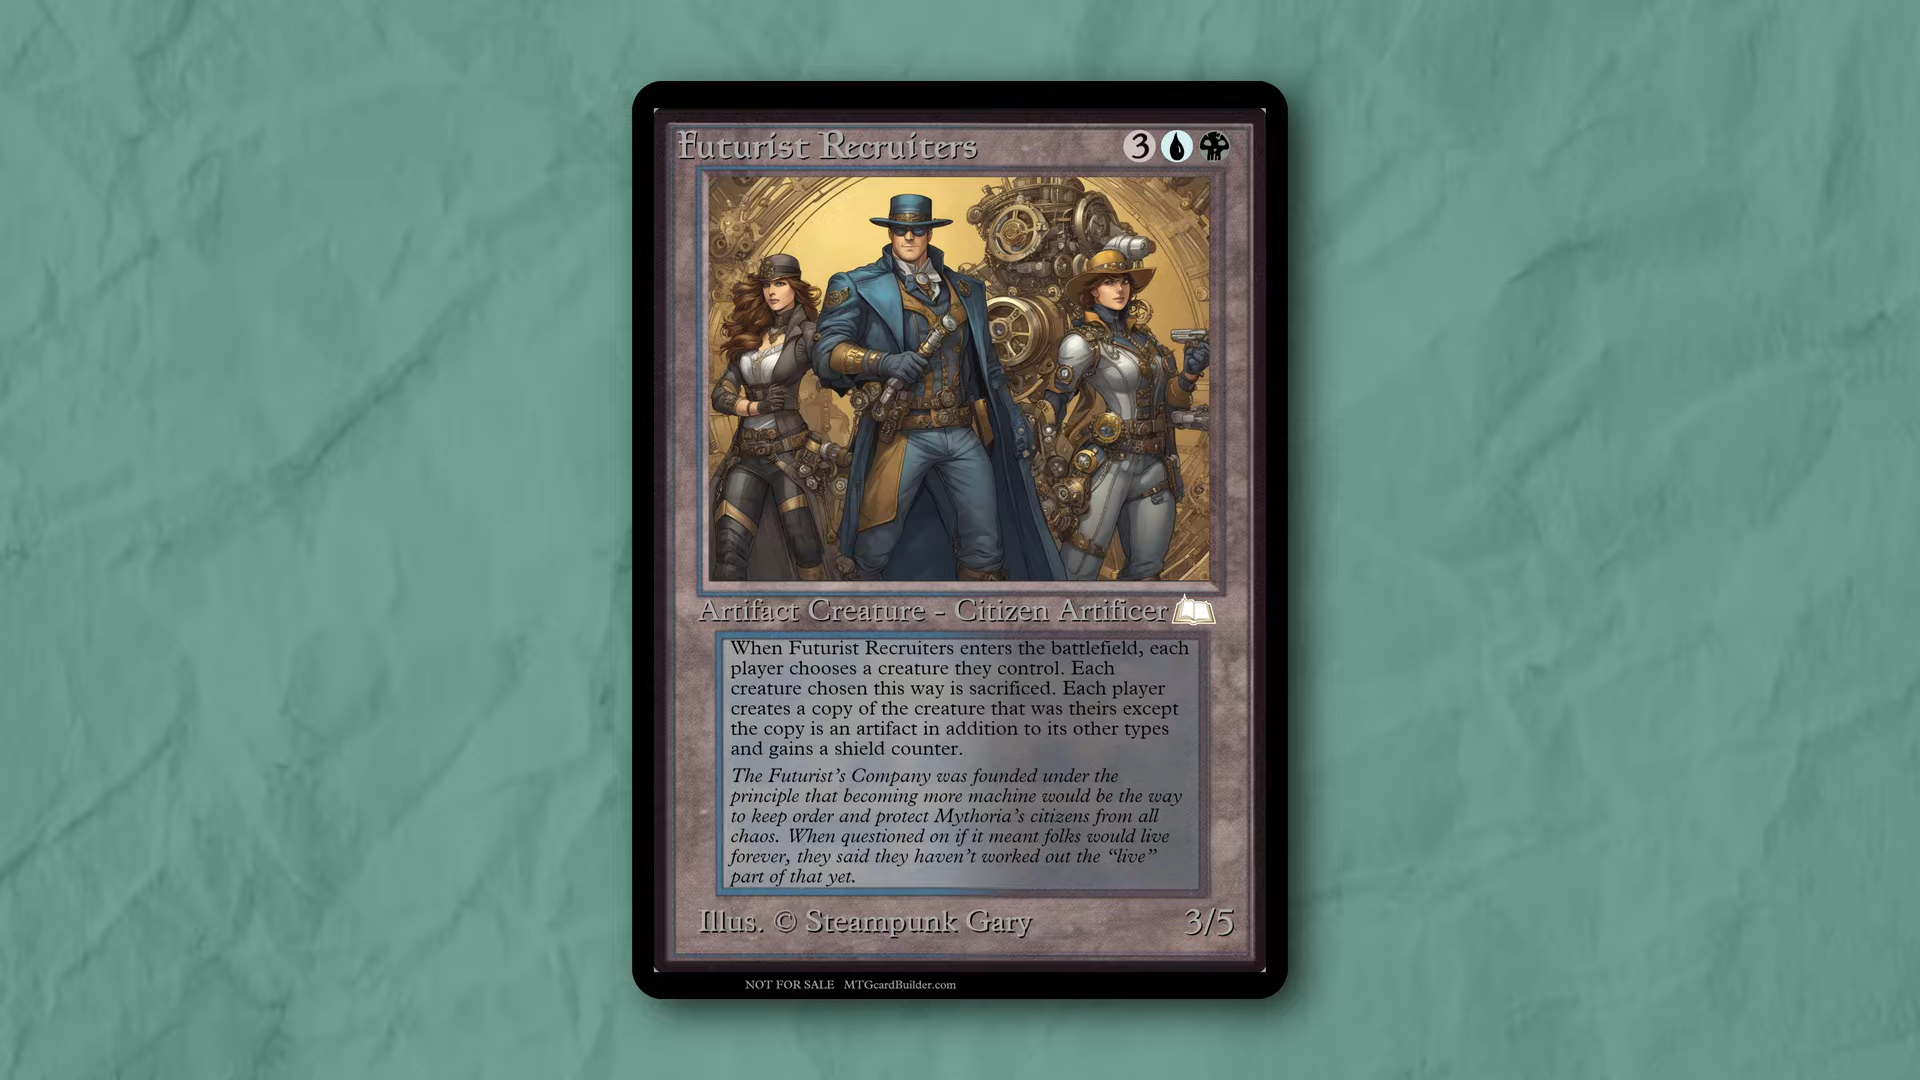 Futurist Recruiters
3
Artifact Creature - Citizen Artificer
When Futurist Recruiters enters the battlefield, each
player chooses a creature they control. Each
creature chosen this way is sacrificed. Each player
creates a copy of the creature that was theirs except
the copy is an artifact in addition to its other types
and gains a shield counter.
The Futurist's Company was founded under the
principle that becoming more machine would be the way
to keep order and protect Mythoria's citizens from all
chaos. When questioned on if it meant folks would live
forever, they said they haven't worked out the “live”
part of that yet.
Illus. © Steampunk Gary
3/5
NOT FOR SALE MTGcardBuilder.com